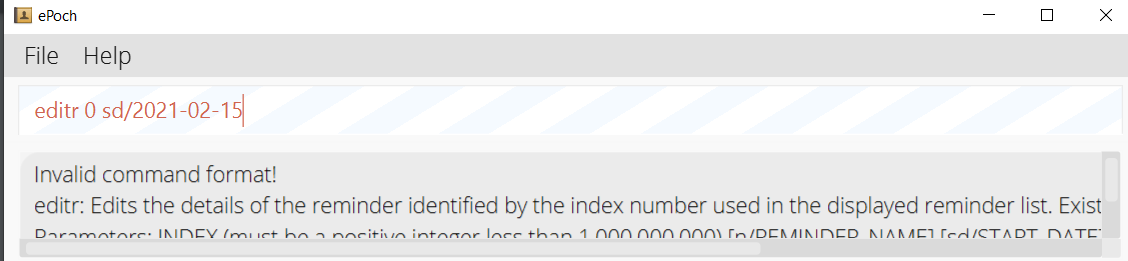 ePoch
File Help
editr 0 sd/2021-02-15
Invalid command format!
editr: Edits the details of the reminder identified by the index number used in the displayed reminder list. Exist
Parameters: INDEX (must be a positive integer less than 1,000,000,000) [n/REMINDER_NAME] [sd/START_DATE]